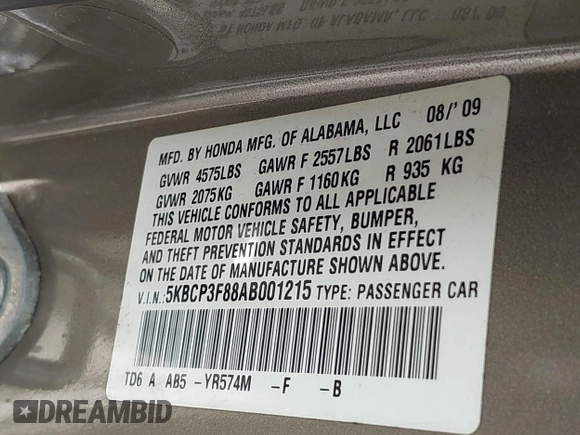 MFD. BY HONDA MFG. OF ALABAMA, LLC 08/'09
GVWR 4575LBS GAWR F 2557LBS R 2061LBS
GVWR 2075KG GAWR F 1160KG R 935 KG
THIS VEHICLE CONFORMS TO ALL APPLICABLE
FEDERAL MOTOR VEHICLE SAFETY, BUMPER,
AND THEFT PREVENTION STANDARDS IN EFFECT
ON THE DATE OF MANUFACTURE SHOWN ABOVE.
V.I.N.:5KBCP3F88AB001215 TYPE: PASSENGER CAR
TD6 A AB5 -YR574M -F -B
DREAMBID